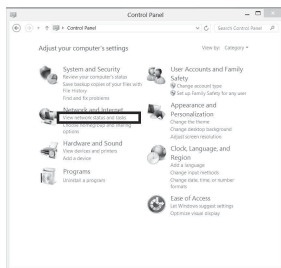 Control Panel
Control Panel
Search Control Panel
Adjust your computer's settings
View by: Category
System and Security
Review your computer's status
Save backup copies of your files with
File History
Find and fix problems
Network and Internet
View network status and tasks
Choose homegroup and sharing
options
Hardware and Sound
View devices and printers
Add a device
Programs
Uninstall a program
User Accounts and Family
Safety
Change account type
Set up Family Safety for any user
Appearance and
Personalization
Change the theme
Change desktop background
Adjust screen resolution
Clock, Language, and
Region
Add a language
Change input methods
Change date, time, or number
formats
Ease of Access
Let Windows suggest settings
Optimize visual display